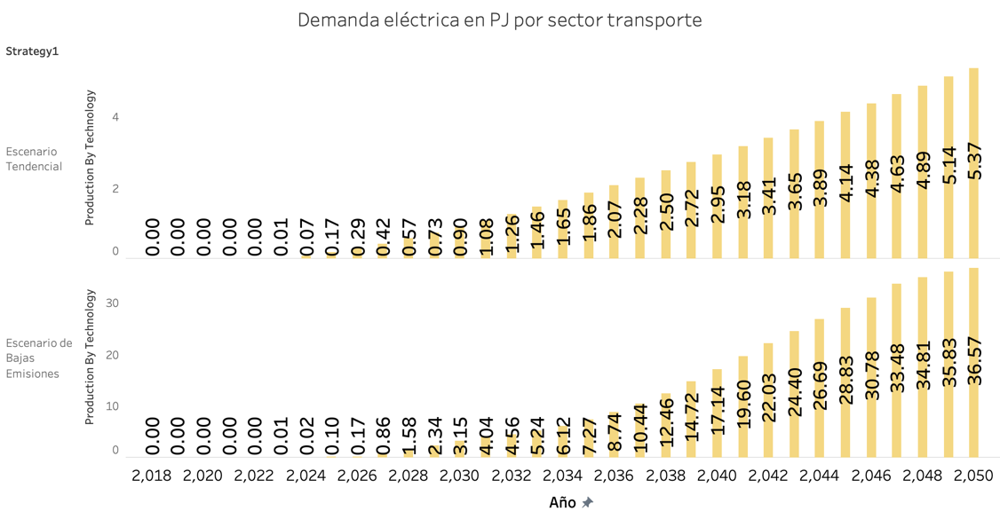 Demanda eléctrica en PJ por sector transporte
Strategy1
Escenario
Tendencial
Production By Technology
4
2
0
0.00 0.00 0.00 0.00 0.00 0.01 0.07 0.17 0.29 0.42 0.57 0.73 0.90 1.08 1.26 1.46 1.65 1.86 2.07 2.28 2.50 2.72 2.95 3.18 3.41 3.65 3.89 4.14 4.38 4.63 4.89 5.14 5.37
Escenario de
Bajas
Emisiones
Production By Technology
30
20
10
0
0.00 0.00 0.00 0.00 0.00 0.01 0.02 0.10 0.17 0.86 1.58 2.34 3.15 4.04 4.56 5.24 6.12 7.27 8.74 10.44 12.46 14.72 17.14 19.60 22.03 24.40 26.69 28.83 30.78 33.48 34.81 35.83 36.57
2,018 2,020 2,022 2,024 2,026 2,028 2,030 2,032 2,034 2,036 2,038 2,040 2,042 2,044 2,046 2,048 2,050
Año